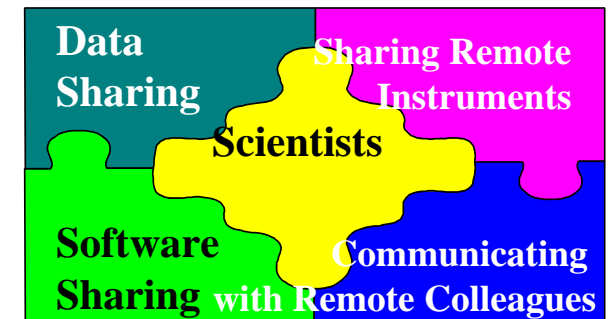 Data
Sharing
Sharing Remote
Instruments
Scientists
Software
Sharing
Communicating
with Remote Colleagues